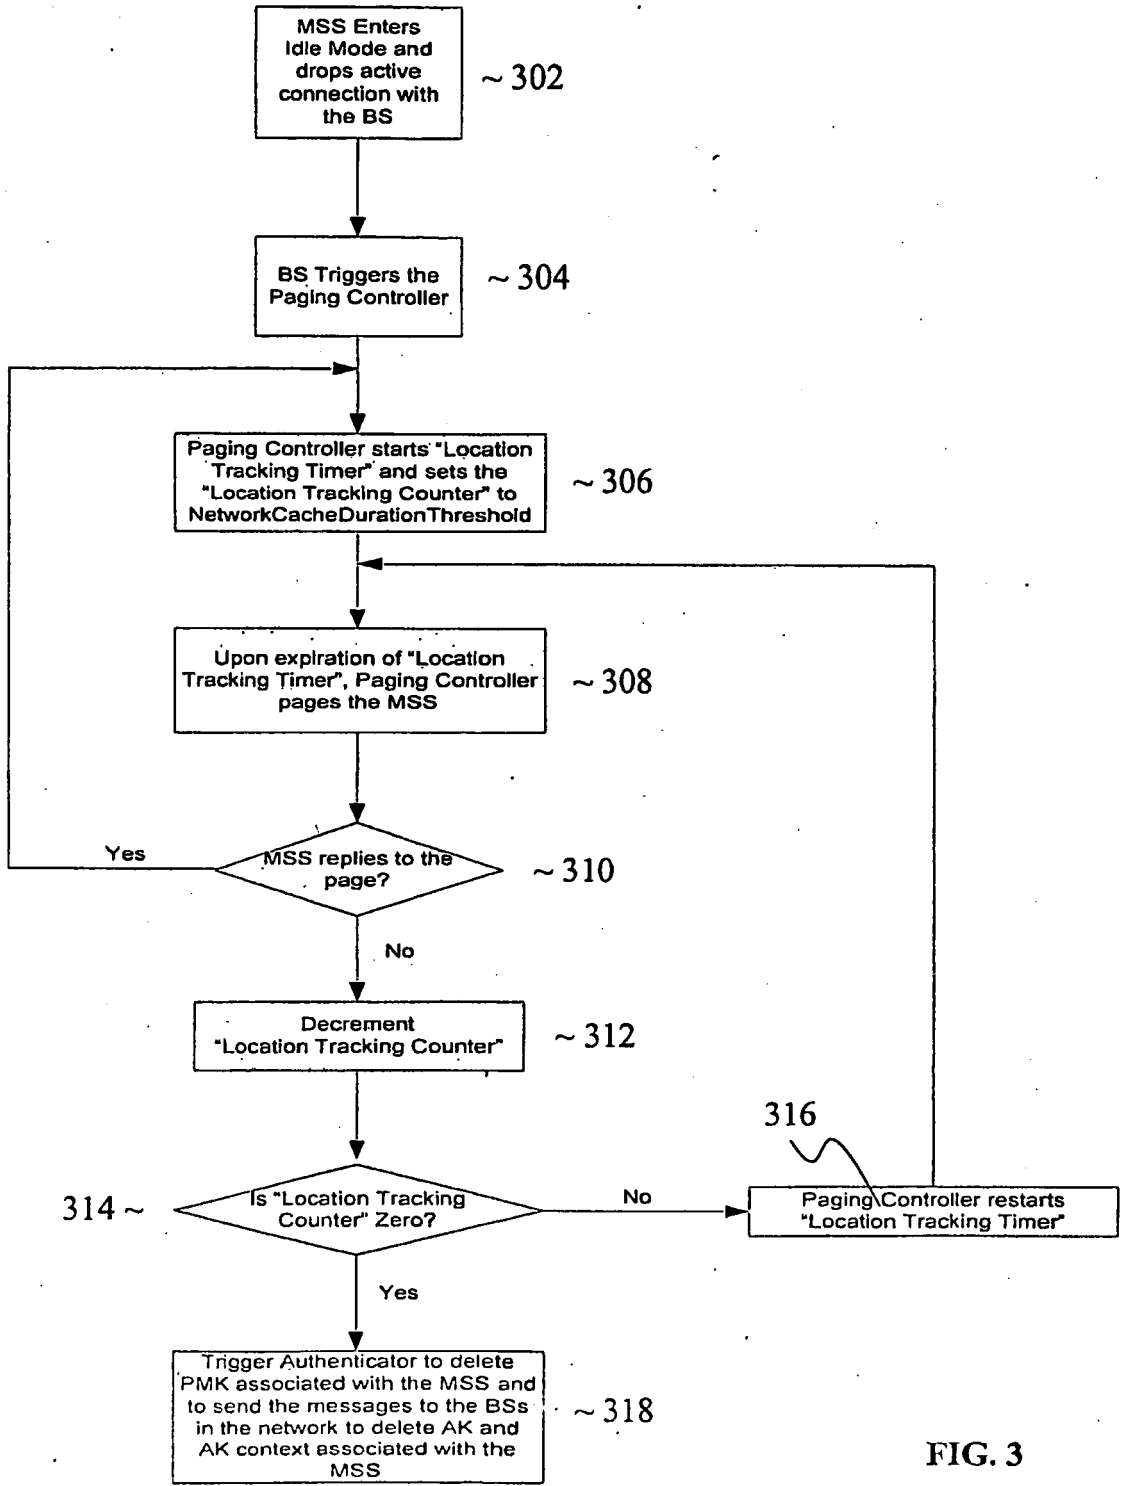 MSS Enters
Idle Mode and
drops active
connection with
the BS
~ 302
BS Triggers the
Paging Controller
~ 304
Paging Controller starts "Location
Tracking Timer" and sets the
"Location Tracking Counter" to
NetworkCacheDurationThreshold
~ 306
Upon expiration of "Location
Tracking Timer", Paging Controller
pages the MSS
~ 308
MSS replies to the
page?
~ 310
Yes
No
Decrement
"Location Tracking Counter"
~ 312
Is "Location Tracking
Counter" Zero?
314 ~
No
316
Paging Controller restarts
"Location Tracking Timer"
Yes
Trigger Authenticator to delete
PMK associated with the MSS and
to send the messages to the BSs
in the network to delete AK and
AK context associated with the
MSS
~ 318
FIG. 3